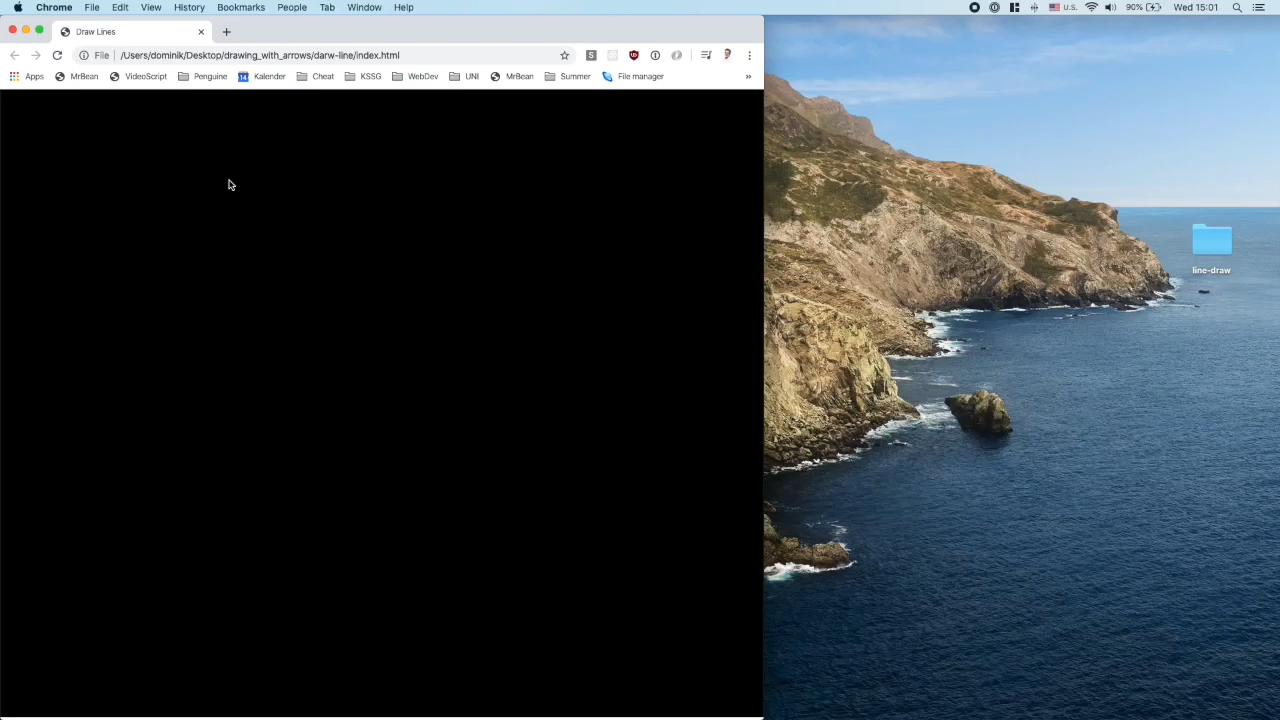 Chrome File Edit View History Bookmarks People Tab Window Help U.S. 90% Wed 15:01
Draw Lines
File /Users/dominik/Desktop/drawing_with_arrows/darw-line/index.html
Apps MrBean VideoScript Penguine 14 Kalender Cheat KSSG WebDev UNI MrBean Summer File manager »
line-draw